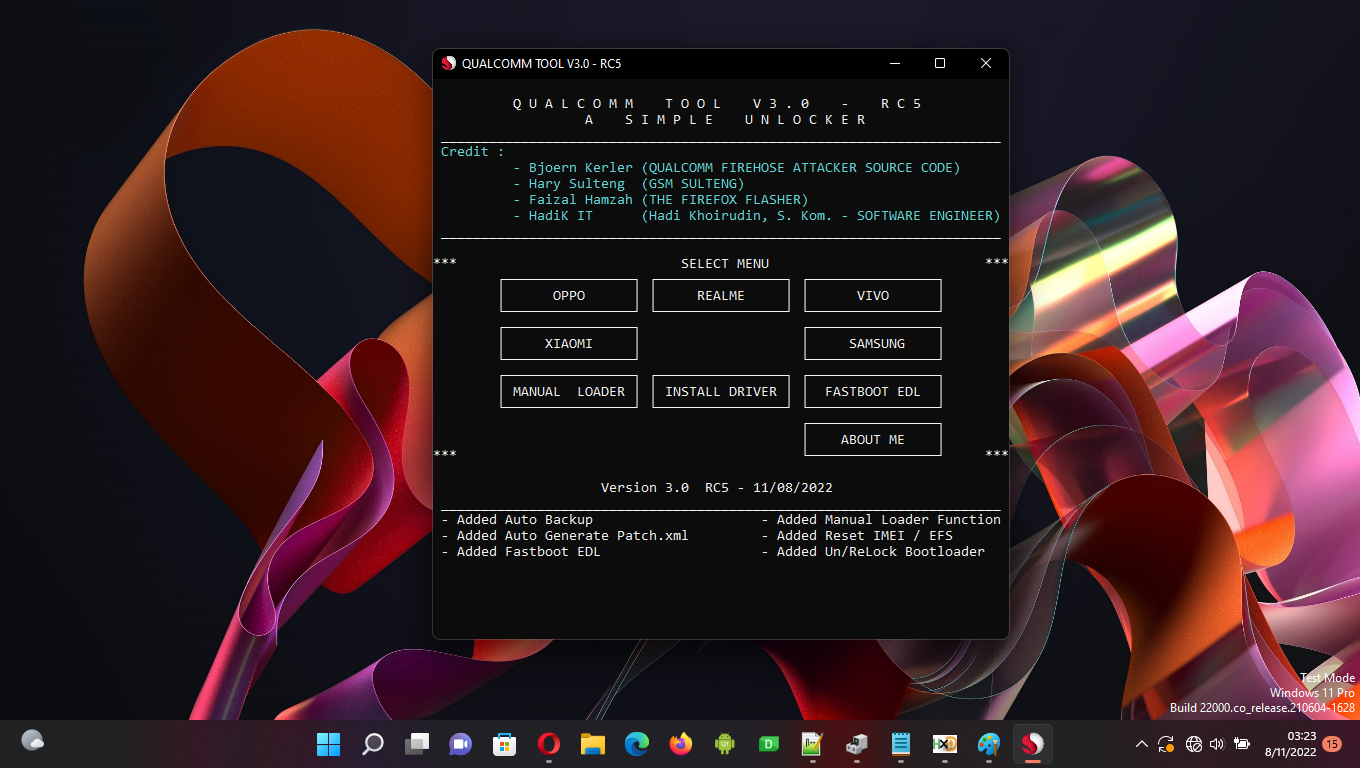 QUALCOMM TOOL V3.0 - RC5
QUALCOMM TOOL V3.0 - RC5
A SIMPLE UNLOCKER
Credit :
- Bjoern Kerler (QUALCOMM FIREHOSE ATTACKER SOURCE CODE)
- Hary Sulteng (GSM SULTENG)
- Faizal Hamzah (THE FIREFOX FLASHER)
- HadiK IT (Hadi Khoirudin, S. Kom. - SOFTWARE ENGINEER)
*** SELECT MENU ***
OPPO REALME VIVO
XIAOMI SAMSUNG
MANUAL LOADER INSTALL DRIVER FASTBOOT EDL
ABOUT ME
*** ***
Version 3.0 RC5 - 11/08/2022
- Added Auto Backup - Added Manual Loader Function
- Added Auto Generate Patch.xml - Added Reset IMEI / EFS
- Added Fastboot EDL - Added Un/ReLock Bootloader
Test Mode
Windows 11 Pro
Build 22000.co_release.210604-1628
D HXD 03:23
8/11/2022 15